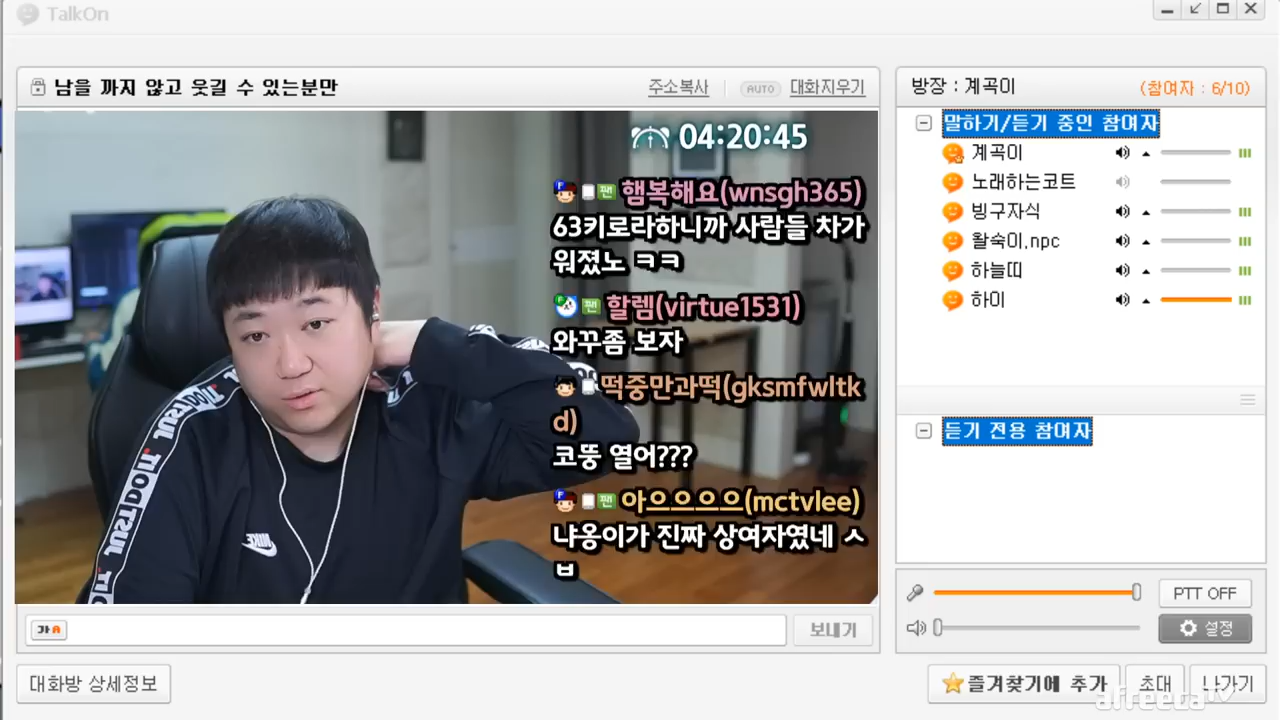 TalkOn
남을 까지 않고 웃길 수 있는분만
주소복사
AUTO
대화지우기
04:20:45
팬 햄복해요(wnsgh365)
63키로라하니까 사람들 차가
워졌노 ㅋㅋ
팬 할렘(virtue1531)
와꾸좀 보자
떡중만과떡(gksmfwltk
d)
코뚱 열어???
팬 아으으으으(mctvlee)
냐옹이가 진짜 상여자였네 ㅅ
ㅂ
NIKE
가A
보내기
대화방 상세정보
방장 : 계곡이
(참여자 : 6/10)
말하기/듣기 중인 참여자
계곡이
노래하는코트
빙구자식
왈숙이,npc
하늘띠
하이
듣기 전용 참여자
PTT OFF
설정
즐겨찾기에 추가
초대
나가기
afreecaTV